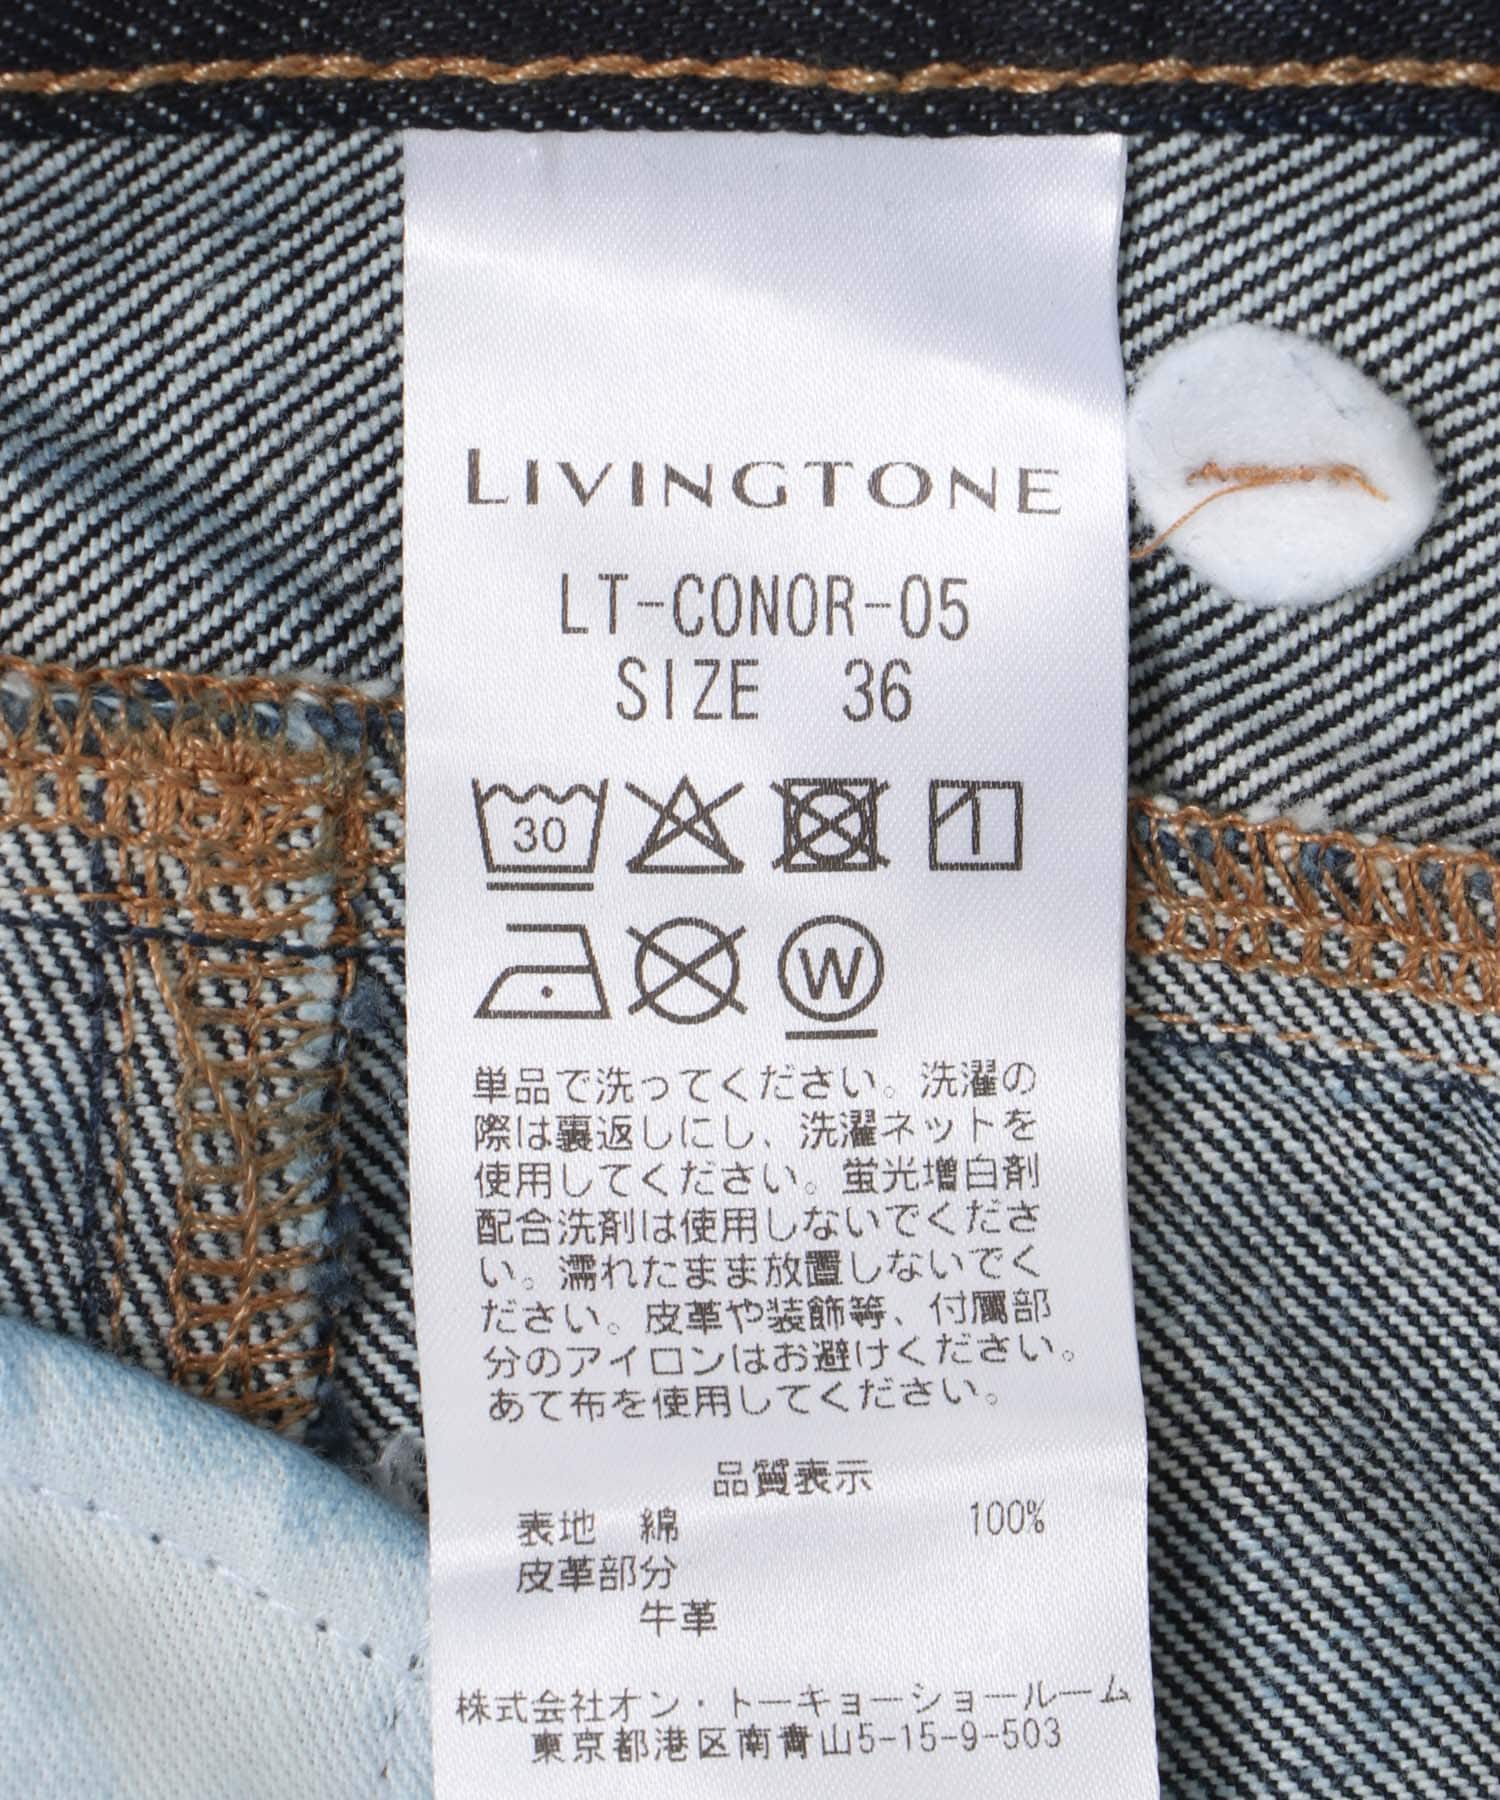 LIVINGTONE
LT-CONOR-05
SIZE 36
30
W
単品で洗ってください。洗濯の
際は裏返しにし、洗濯ネットを
使用してください。蛍光増白剤
配合洗剤は使用しないでくださ
い。濡れたまま放置しないでく
ださい。皮革や装飾等、付属部
分のアイロンはお避けください。
あて布を使用してください。
品質表示
表地 綿 100%
皮革部分
牛革
株式会社オン・トーキョーショールーム
東京都港区南青山5-15-9-503